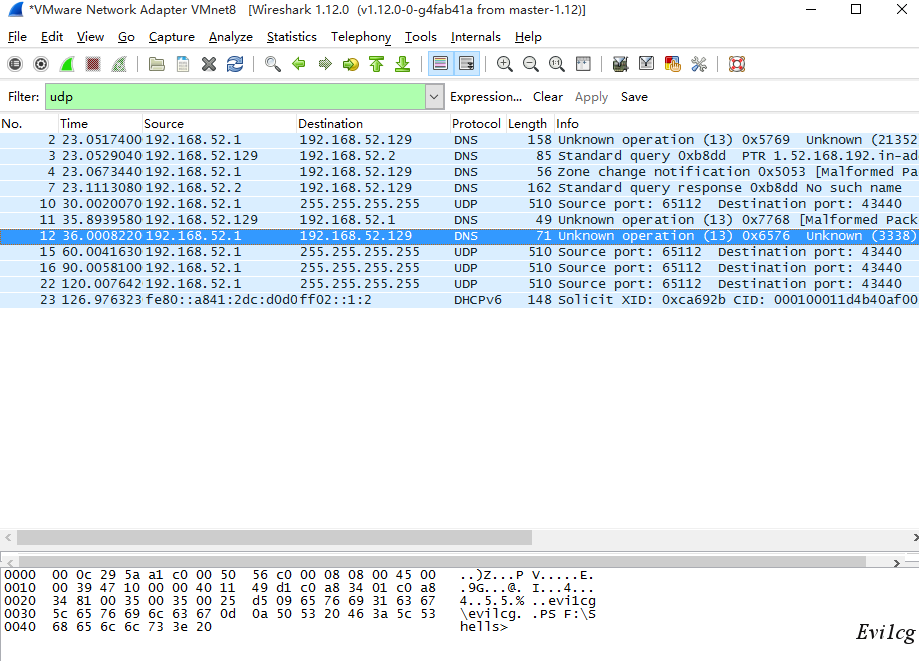 *VMware Network Adapter VMnet8 [Wireshark 1.12.0 (v1.12.0-0-g4fab41a from master-1.12)]
File Edit View Go Capture Analyze Statistics Telephony Tools Internals Help
Filter: udp Expression... Clear Apply Save
No. Time Source Destination Protocol Length Info
2 23.0517400 192.168.52.1 192.168.52.129 DNS 158 Unknown operation (13) 0x5769 Unknown (21352
3 23.0529040 192.168.52.129 192.168.52.2 DNS 85 Standard query 0xb8dd PTR 1.52.168.192.in-ad
4 23.0673440 192.168.52.1 192.168.52.129 DNS 56 Zone change notification 0x5053 [Malformed Pa
7 23.1113080 192.168.52.2 192.168.52.129 DNS 162 Standard query response 0xb8dd No such name
10 30.0020070 192.168.52.1 255.255.255.255 UDP 510 Source port: 65112 Destination port: 43440
11 35.8939580 192.168.52.129 192.168.52.1 DNS 49 Unknown operation (13) 0x7768 [Malformed Pack
12 36.0008220 192.168.52.1 192.168.52.129 DNS 71 Unknown operation (13) 0x6576 Unknown (3338)
15 60.0041630 192.168.52.1 255.255.255.255 UDP 510 Source port: 65112 Destination port: 43440
16 90.0058100 192.168.52.1 255.255.255.255 UDP 510 Source port: 65112 Destination port: 43440
22 120.007642 192.168.52.1 255.255.255.255 UDP 510 Source port: 65112 Destination port: 43440
23 126.976323 fe80::a841:2dc:d0d0 ff02::1:2 DHCPv6 148 Solicit XID: 0xca692b CID: 000100011d4b40af00
0000 00 0c 29 5a a1 c0 00 50 56 c0 00 08 08 00 45 00 ..)Z...P V.....E.
0010 00 39 47 10 00 00 40 11 49 d1 c0 a8 34 01 c0 a8 .9G...@. I...4...
0020 34 81 00 35 00 35 00 25 d5 09 65 76 69 31 63 67 4..5.5.% ..evi1cg
0030 5c 65 76 69 6c 63 67 0d 0a 50 53 20 46 3a 5c 53 \evilcg. .PS F:\S
0040 68 65 6c 6c 73 3e 20 hells>
Evi1cg